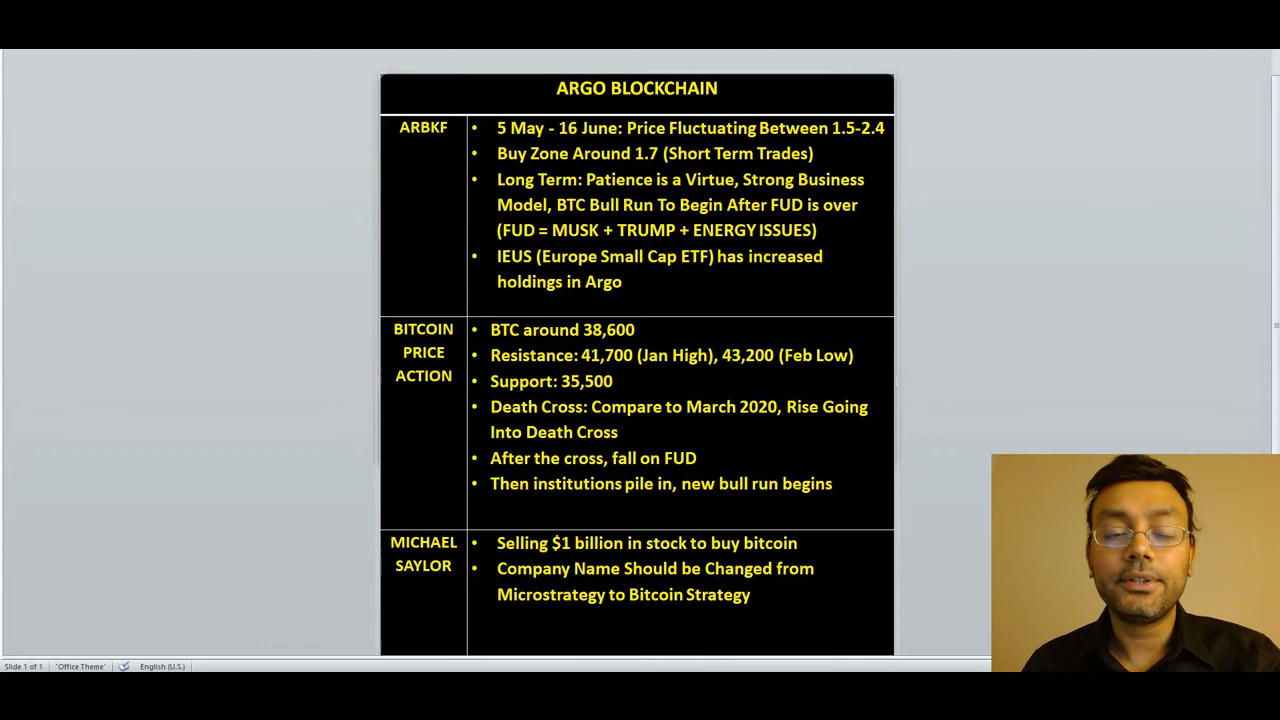 ARGO BLOCKCHAIN
ARBKF
• 5 May - 16 June: Price Fluctuating Between 1.5-2.4
• Buy Zone Around 1.7 (Short Term Trades)
• Long Term: Patience is a Virtue, Strong Business
Model, BTC Bull Run To Begin After FUD is over
(FUD = MUSK + TRUMP + ENERGY ISSUES)
• IEUS (Europe Small Cap ETF) has increased
holdings in Argo
BITCOIN
PRICE
ACTION
• BTC around 38,600
• Resistance: 41,700 (Jan High), 43,200 (Feb Low)
• Support: 35,500
• Death Cross: Compare to March 2020, Rise Going
Into Death Cross
• After the cross, fall on FUD
• Then institutions pile in, new bull run begins
MICHAEL
SAYLOR
• Selling $1 billion in stock to buy bitcoin
• Company Name Should be Changed from
Microstrategy to Bitcoin Strategy
Slide 1 of 1 "Office Theme" English (U.S.)